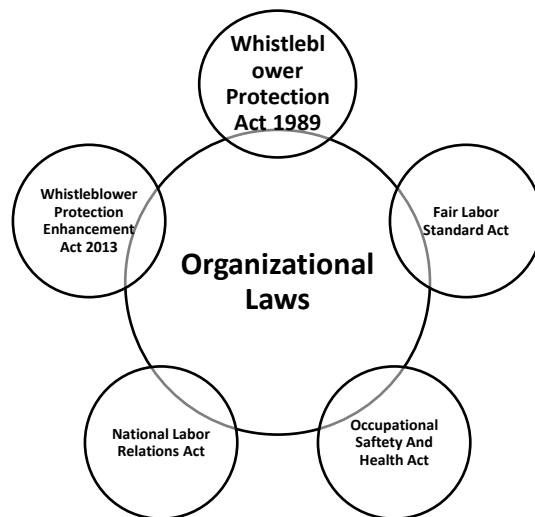 Whistlebl
ower
Protection
Act 1989
Whistleblower
Protection
Enhancement
Act 2013
Fair Labor
Standard Act
Organizational
Laws
National Labor
Relations Act
Occupational
Saftety And
Health Act